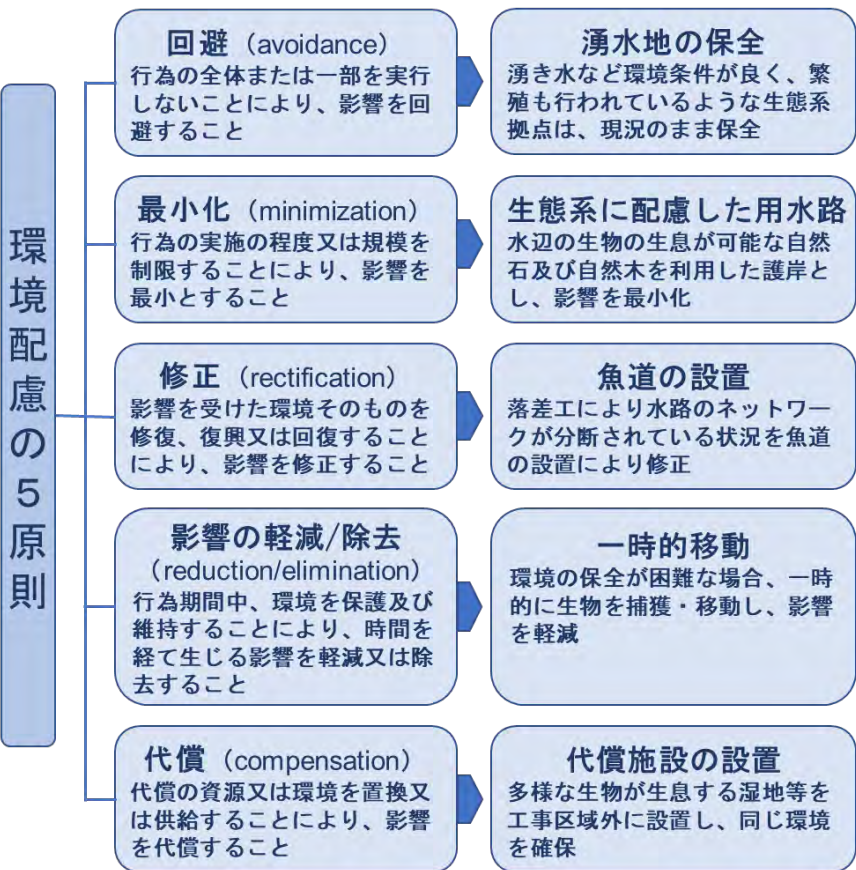 環境配慮の5原則
回避（avoidance）
行為の全体または一部を実行
しないことにより、影響を回
避すること
湧水地の保全
湧き水など環境条件が良く、繁
殖も行われているような生態系
拠点は、現況のまま保全
最小化（minimization）
行為の実施の程度又は規模を
制限することにより、影響を
最小とすること
生態系に配慮した用水路
水辺の生物の生息が可能な自然
石及び自然木を利用した護岸と
し、影響を最小化
修正（rectification）
影響を受けた環境そのものを
修復、復興又は回復すること
により、影響を修正すること
魚道の設置
落差工により水路のネットワー
クが分断されている状況を魚道
の設置により修正
影響の軽減/除去
（reduction/elimination）
行為期間中、環境を保護及び
維持することにより、時間を
経て生じる影響を軽減又は除
去すること
一時的移動
環境の保全が困難な場合、一時
的に生物を捕獲・移動し、影響
を軽減
代償（compensation）
代償の資源又は環境を置換又
は供給することにより、影響
を代償すること
代償施設の設置
多様な生物が生息する湿地等を
工事区域外に設置し、同じ環境
を確保